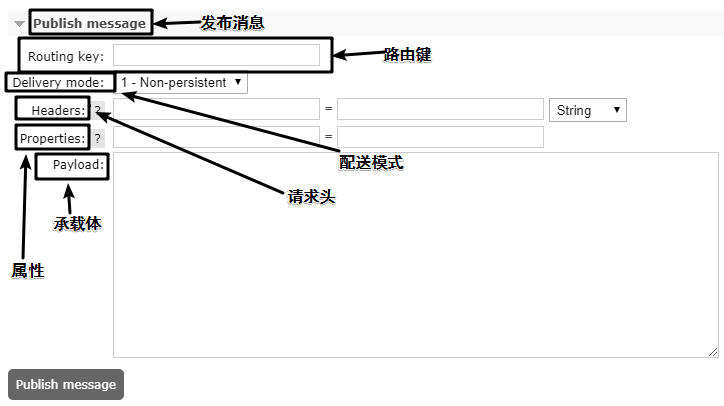 Publish message
发布消息
Routing key:
路由键
Delivery mode: 1 - Non-persistent
Headers: ? = String
Properties: ? =
配送模式
Payload:
请求头
承载体
属性
Publish message